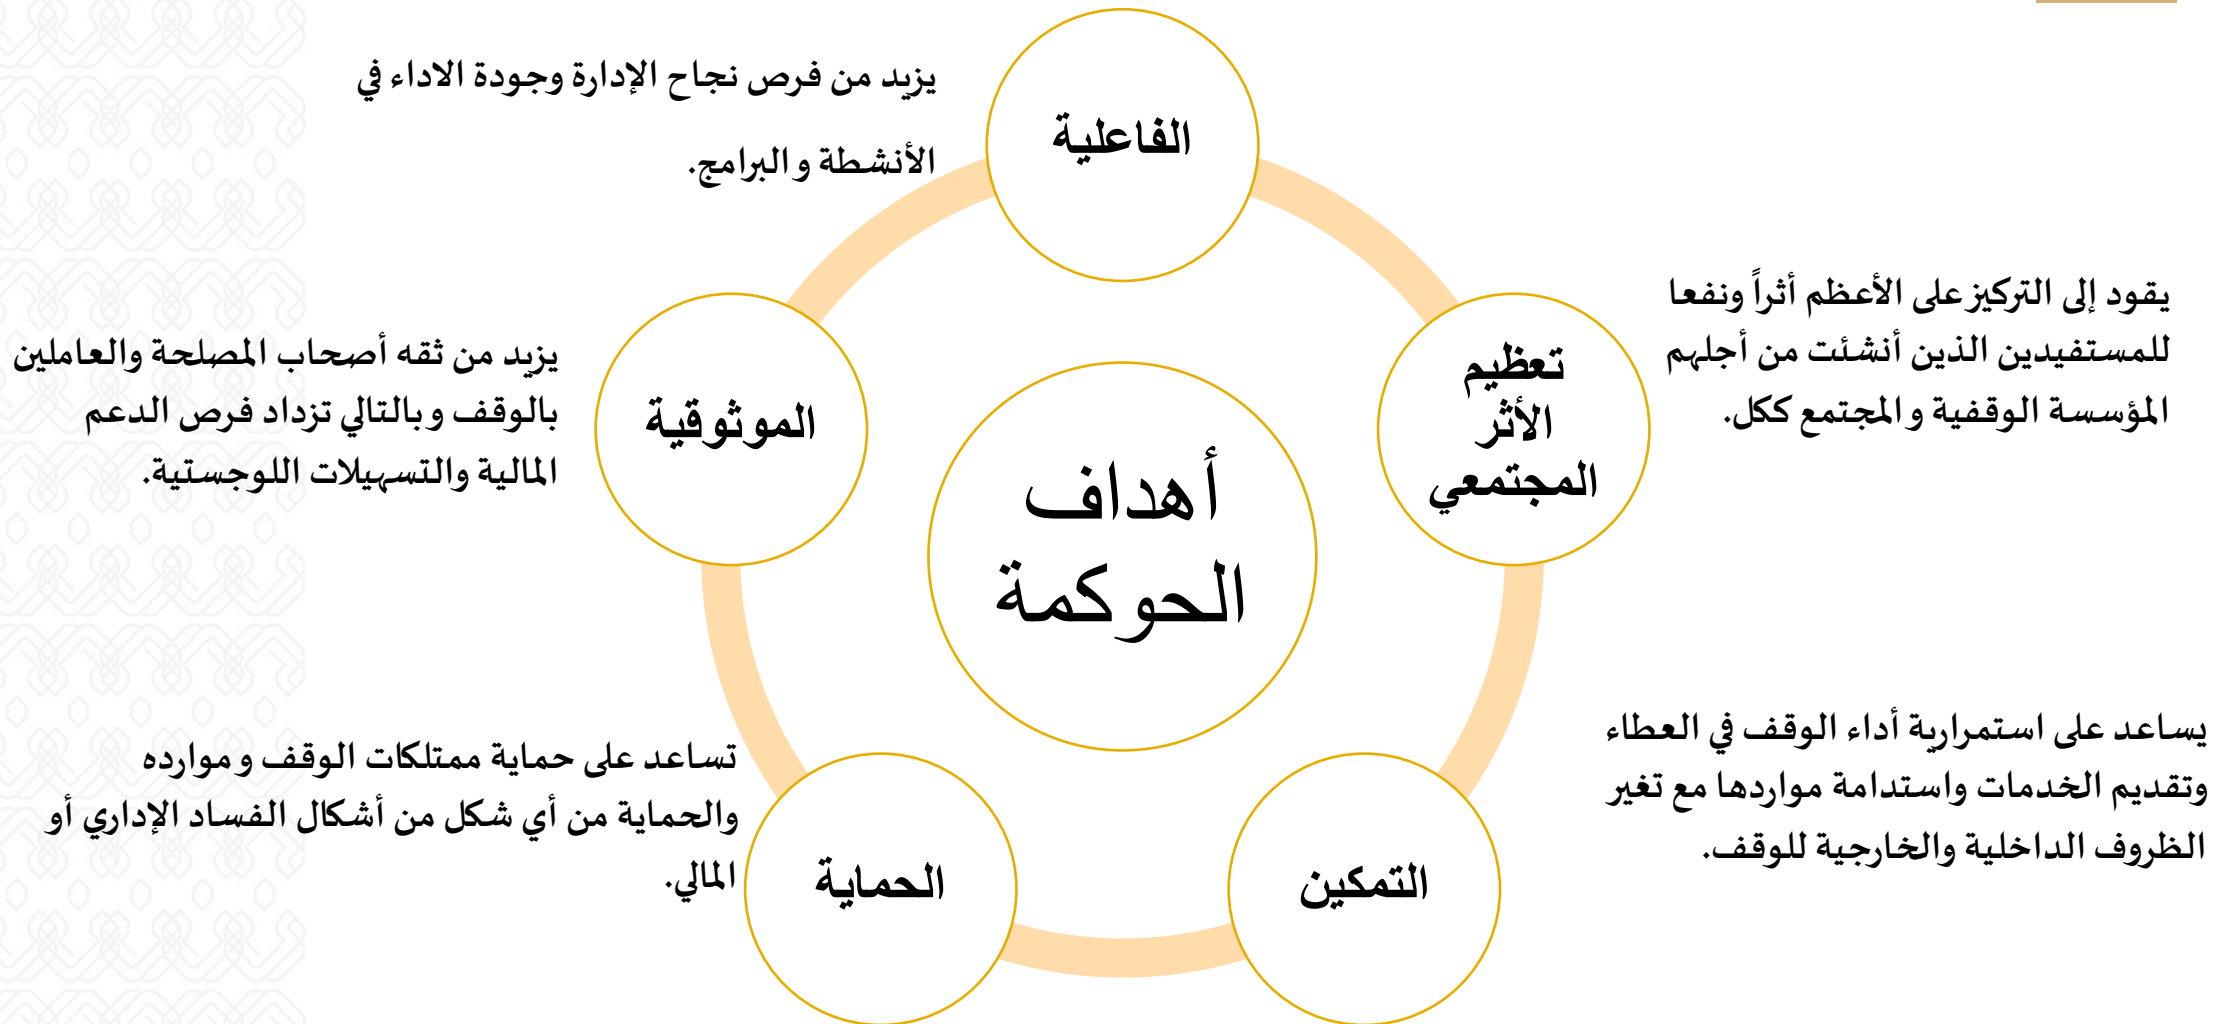 أهداف
الحوكمة
الفاعلية
يزيد من فرص نجاح الإدارة وجودة الاداء في
الأنشطة والبرامج.
تعظيم
الأثر
المجتمعي
يقود إلى التركيز على الأعظم أثراً ونفعا
للمستفيدين الذين أنشئت من أجلهم
المؤسسة الوقفية والمجتمع ككل.
التمكين
يساعد على استمرارية أداء الوقف في العطاء
وتقديم الخدمات واستدامة مواردها مع تغير
الظروف الداخلية والخارجية للوقف.
الحماية
تساعد على حماية ممتلكات الوقف وموارده
والحماية من أي شكل من أشكال الفساد الإداري أو
المالي.
الموثوقية
يزيد من ثقه أصحاب المصلحة والعاملين
بالوقف وبالتالي تزداد فرص الدعم
المالية والتسهيلات اللوجستية.